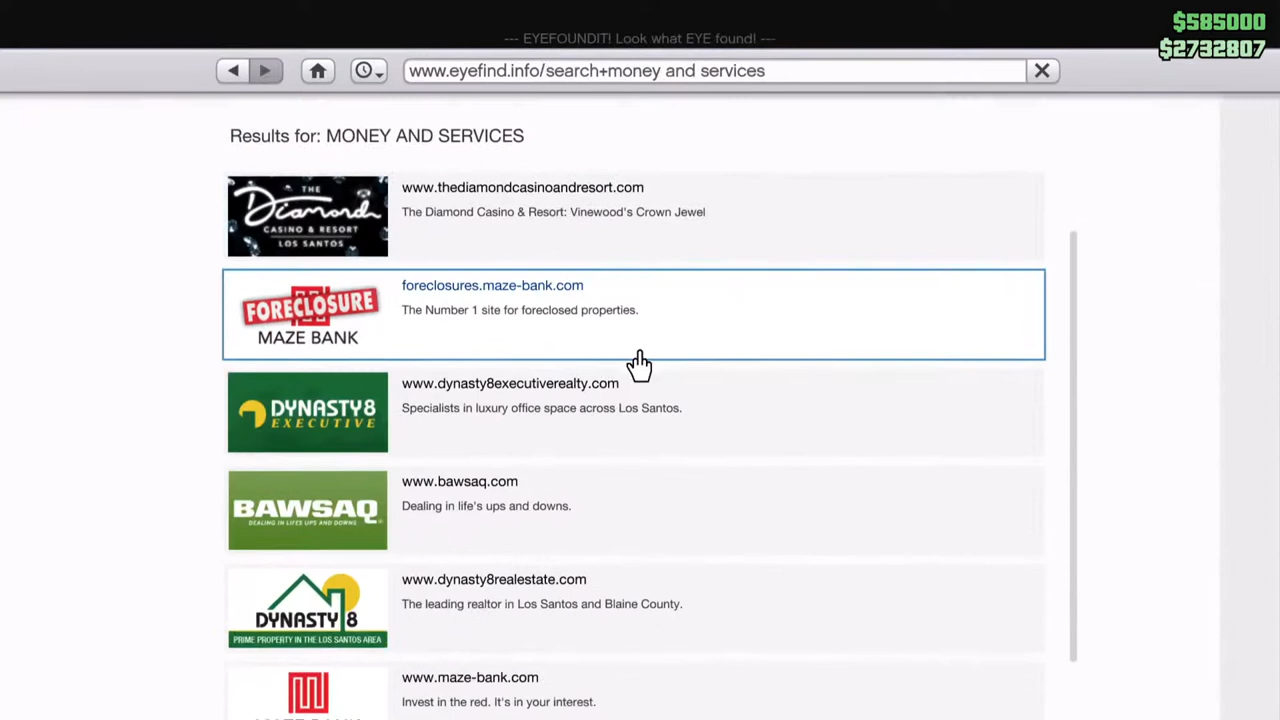 $585000
--- EYEFOUNDIT! Look what EYE found! ---
$2732807
www.eyefind.info/search+money and services
Results for: MONEY AND SERVICES
THE
Diamond
CASINO & RESORT
LOS SANTOS
www.thediamondcasinoandresort.com
The Diamond Casino & Resort: Vinewood's Crown Jewel
FORECLOSURE
MAZE BANK
foreclosures.maze-bank.com
The Number 1 site for foreclosed properties.
DYNASTY8
EXECUTIVE
www.dynasty8executiverealty.com
Specialists in luxury office space across Los Santos.
BAWSAQ
DEALING IN LIFE'S UPS AND DOWNS
www.bawsaq.com
Dealing in life's ups and downs.
DYNASTY 8
PRIME PROPERTY IN THE LOS SANTOS AREA
www.dynasty8realestate.com
The leading realtor in Los Santos and Blaine County.
MAZE BANK
www.maze-bank.com
Invest in the red. It's in your interest.